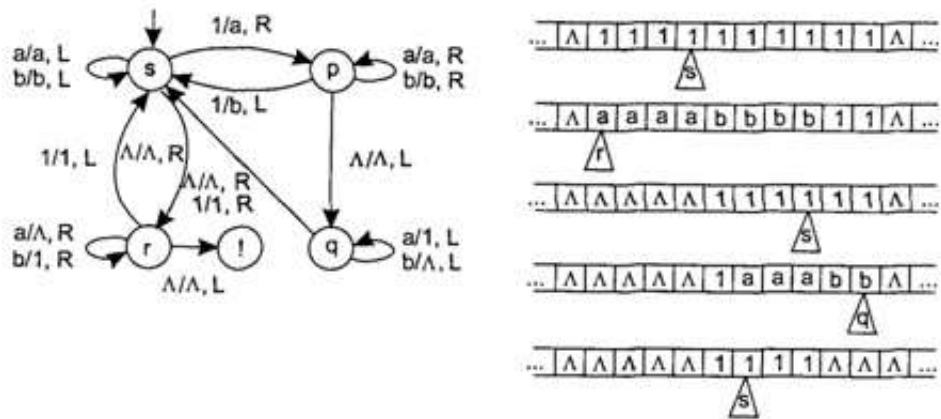 1/a, R
a/a, L
b/b, L
s
p
a/a, R
b/b, R
1/b, L
1/1, L
Λ/Λ, R
Λ/Λ, R
1/1, R
Λ/Λ, L
a/Λ, R
b/1, R
r
!
q
a/1, L
b/Λ, L
Λ/Λ, L
... Λ 1 1 1 1 1 1 1 1 1 1 Λ ...
s
... Λ a a a a b b b b 1 1 Λ ...
r
... Λ Λ Λ Λ Λ 1 1 1 1 1 1 Λ ...
s
... Λ Λ Λ Λ Λ 1 a a a b b Λ ...
q
... Λ Λ Λ Λ Λ 1 1 1 1 Λ Λ Λ ...
s